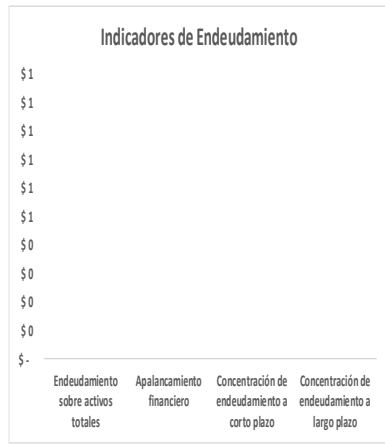 Indicadores de Endeudamiento
$ 1
$ 1
$ 1
$ 1
$ 1
$ 1
$ 0
$ 0
$ 0
$ 0
$ -
Endeudamiento
sobre activos
totales
Apalancamiento
financiero
Concentración de
endeudamiento a
corto plazo
Concentración de
endeudamiento a
largo plazo